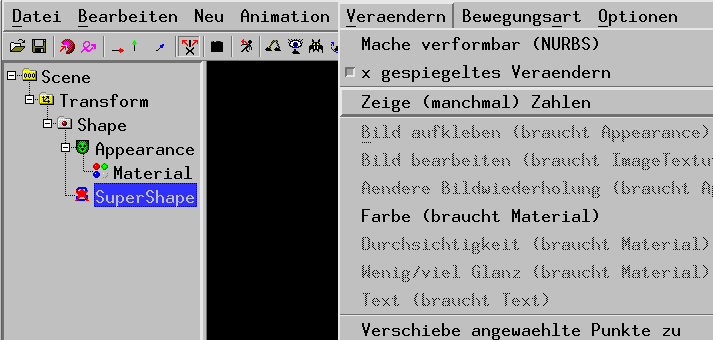 Datei Bearbeiten Neu Animation Veraendern Bewegungsart Optionen
Scene
Transform
Shape
Appearance
Material
SuperShape
Mache verformbar (NURBS)
x gespiegeltes Veraendern
Zeige (manchmal) Zahlen
Bild aufkleben (braucht Appearance)
Bild bearbeiten (braucht ImageTextu
Aendere Bildwiederholung (braucht Ap
Farbe (braucht Material)
Durchsichtigkeit (braucht Material)
Wenig/viel Glanz (braucht Material)
Text (braucht Text)
Verschiebe angewaehlte Punkte zu